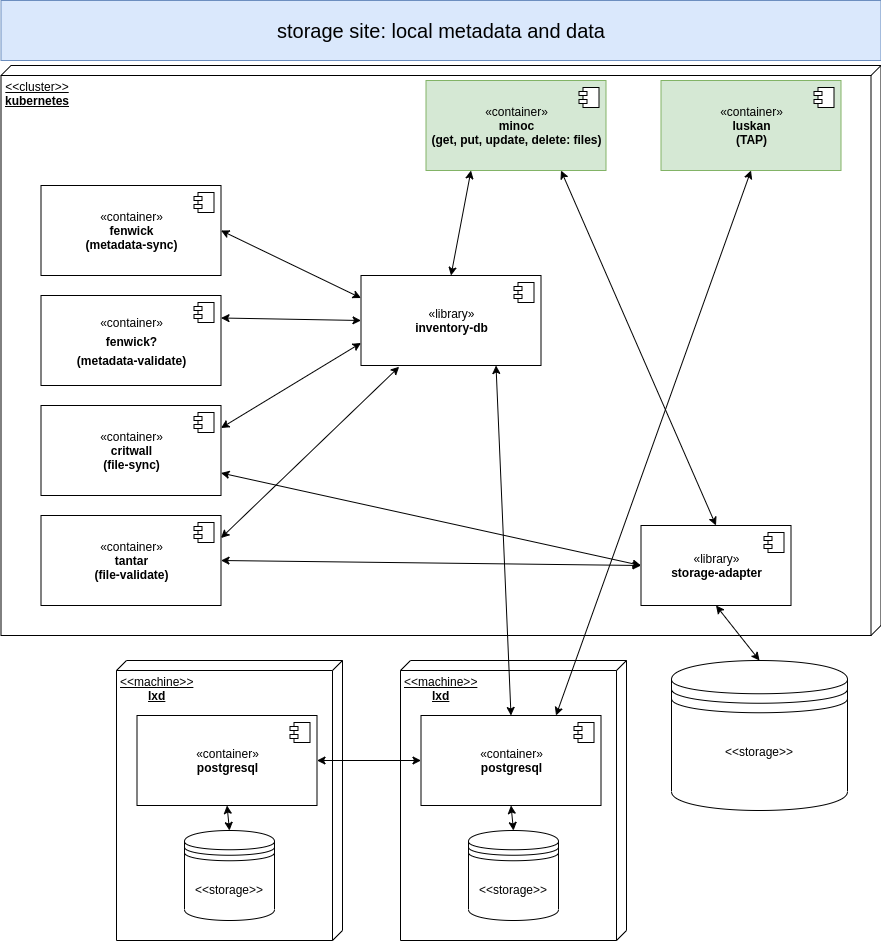 storage site: local metadata and data
<<cluster>>
kubernetes
«container»
minoc
(get, put, update, delete: files)
«container»
luskan
(TAP)
«container»
fenwick
(metadata-sync)
«container»
fenwick?
(metadata-validate)
«library»
inventory-db
«container»
critwall
(file-sync)
«container»
tantar
(file-validate)
«library»
storage-adapter
<<machine>>
lxd
«container»
postgresql
<<storage>>
<<machine>>
lxd
«container»
postgresql
<<storage>>
<<storage>>